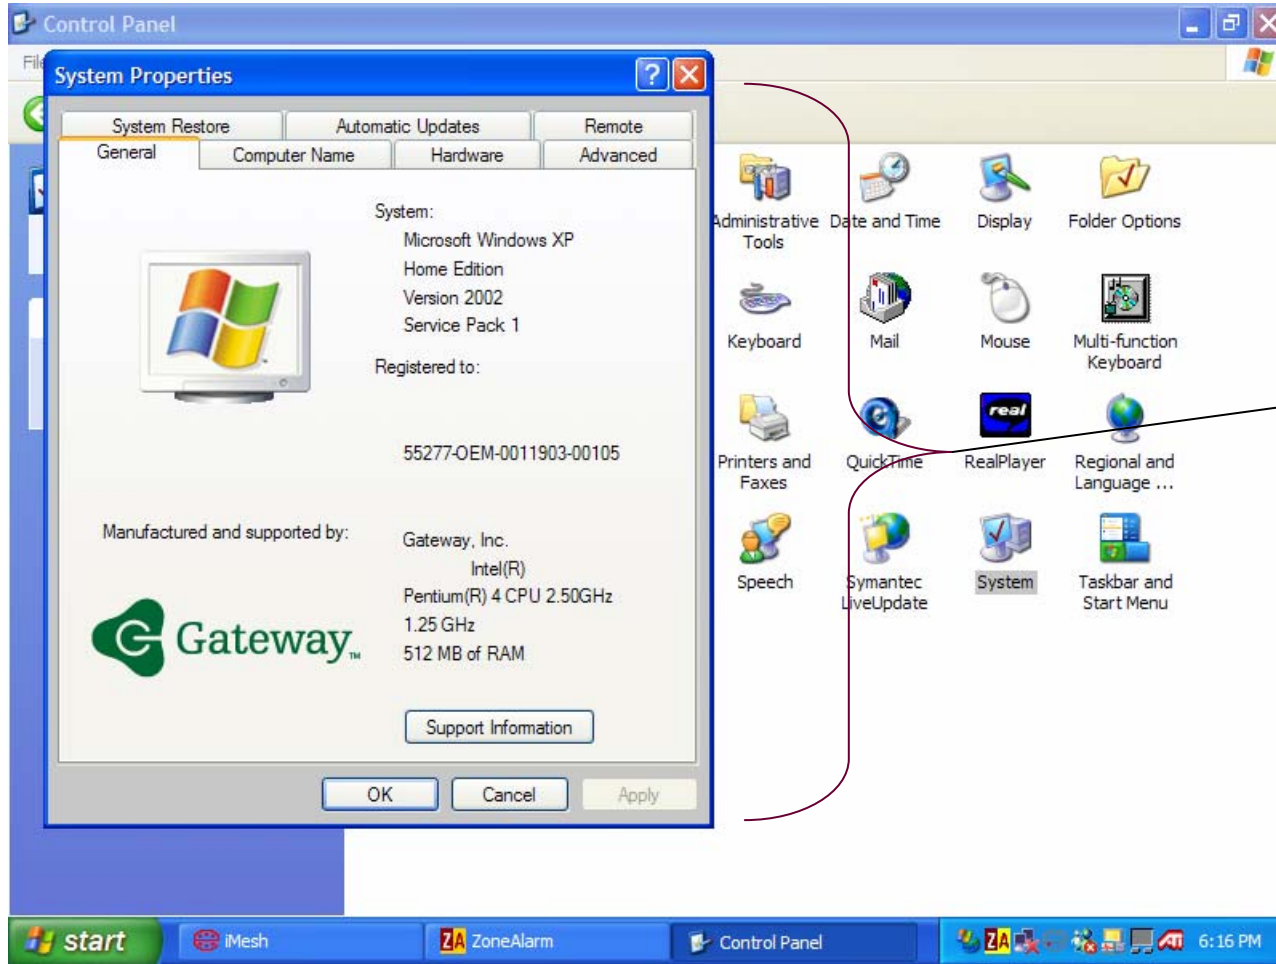 Control Panel
File
System Properties
System Restore
Automatic Updates
Remote
General
Computer Name
Hardware
Advanced
System:
Microsoft Windows XP
Home Edition
Version 2002
Service Pack 1
Registered to:
55277-OEM-0011903-00105
Manufactured and supported by:
Gateway, Inc.
Intel(R)
Pentium(R) 4 CPU 2.50GHz
1.25 GHz
512 MB of RAM
Gateway™
Support Information
OK
Cancel
Apply
Administrative
Tools
Date and Time
Display
Folder Options
Keyboard
Mail
Mouse
Multi-function
Keyboard
Printers and
Faxes
QuickTime
real
RealPlayer
Regional and
Language ...
Speech
Symantec
LiveUpdate
System
Taskbar and
Start Menu
start
iMesh
ZA ZoneAlarm
Control Panel
ZA
ATI
6:16 PM